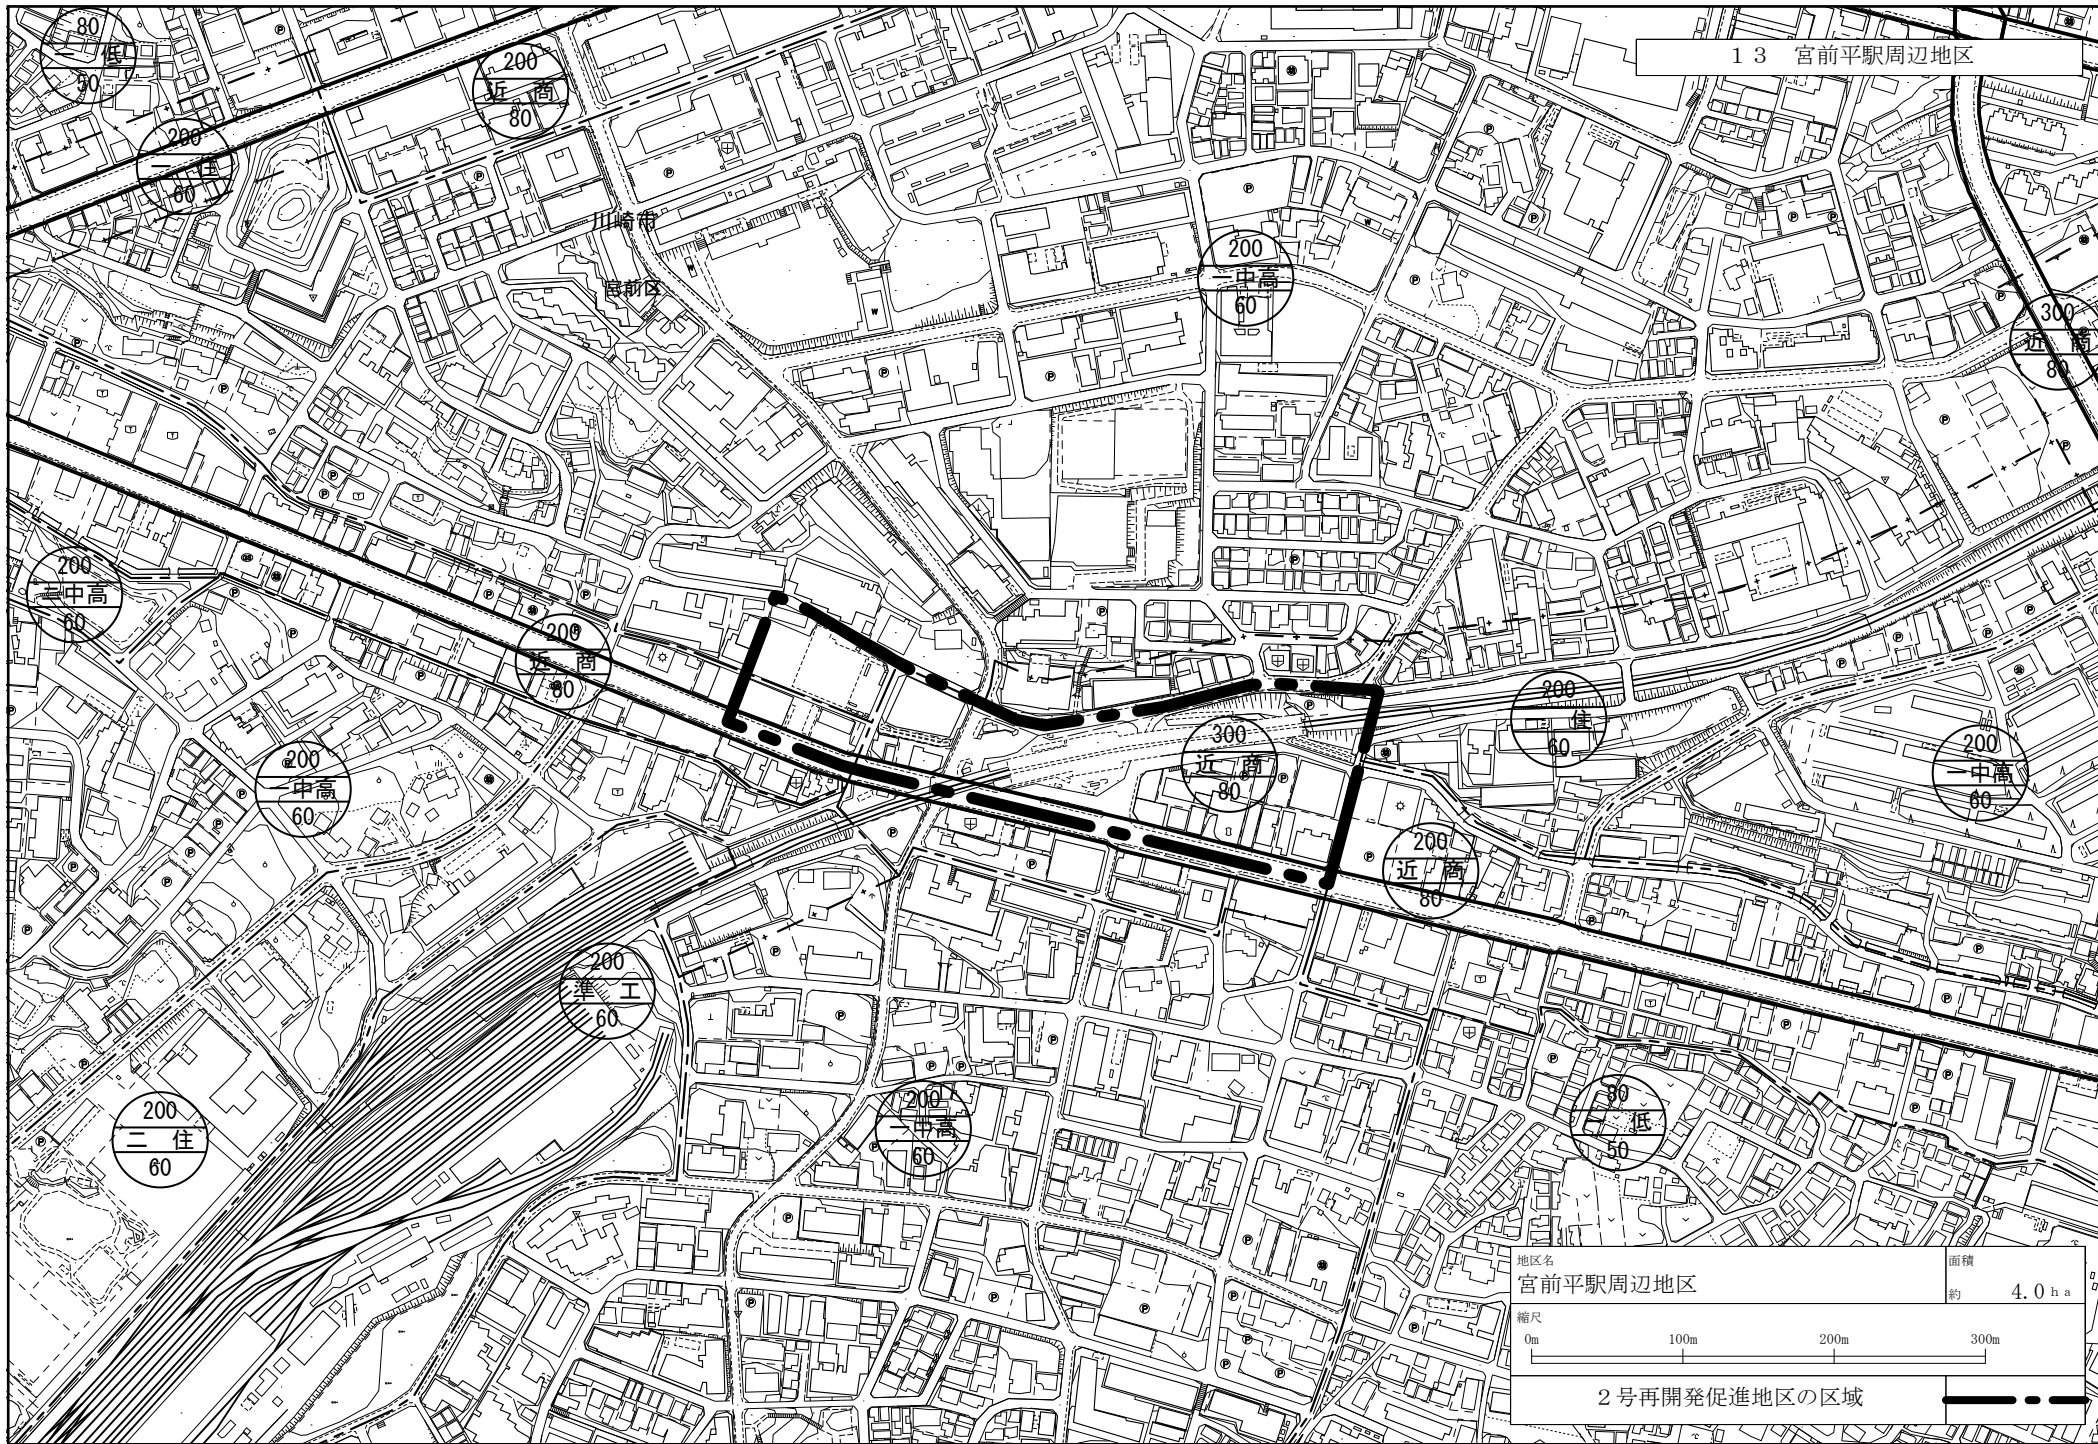 13 宮前平駅周辺地区
80
一低
50
200
近商
80
200
一住
60
川崎市
宮前区
200
一中高
60
300
近商
80
200
二中高
60
200
近商
80
200
一中高
60
300
近商
80
200
一住
60
200
一中高
60
200
近商
80
200
準工
60
200
二住
60
200
一中高
60
80
一低
50
地区名
宮前平駅周辺地区
面積
約 4.0ha
縮尺
0m 100m 200m 300m
2号再開発促進地区の区域